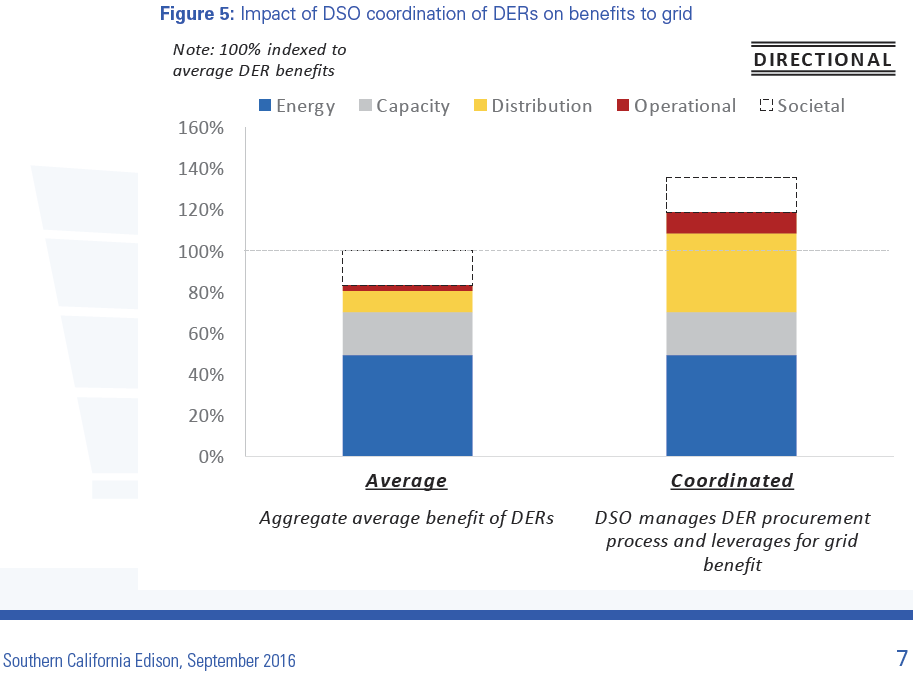 Figure 5: Impact of DSO coordination of DERs on benefits to grid
Note: 100% indexed to
average DER benefits
DIRECTIONAL
Energy Capacity Distribution Operational Societal
160%
140%
120%
100%
80%
60%
40%
20%
0%
Average Coordinated
Aggregate average benefit of DERs DSO manages DER procurement
process and leverages for grid
benefit
Southern California Edison, September 2016 7